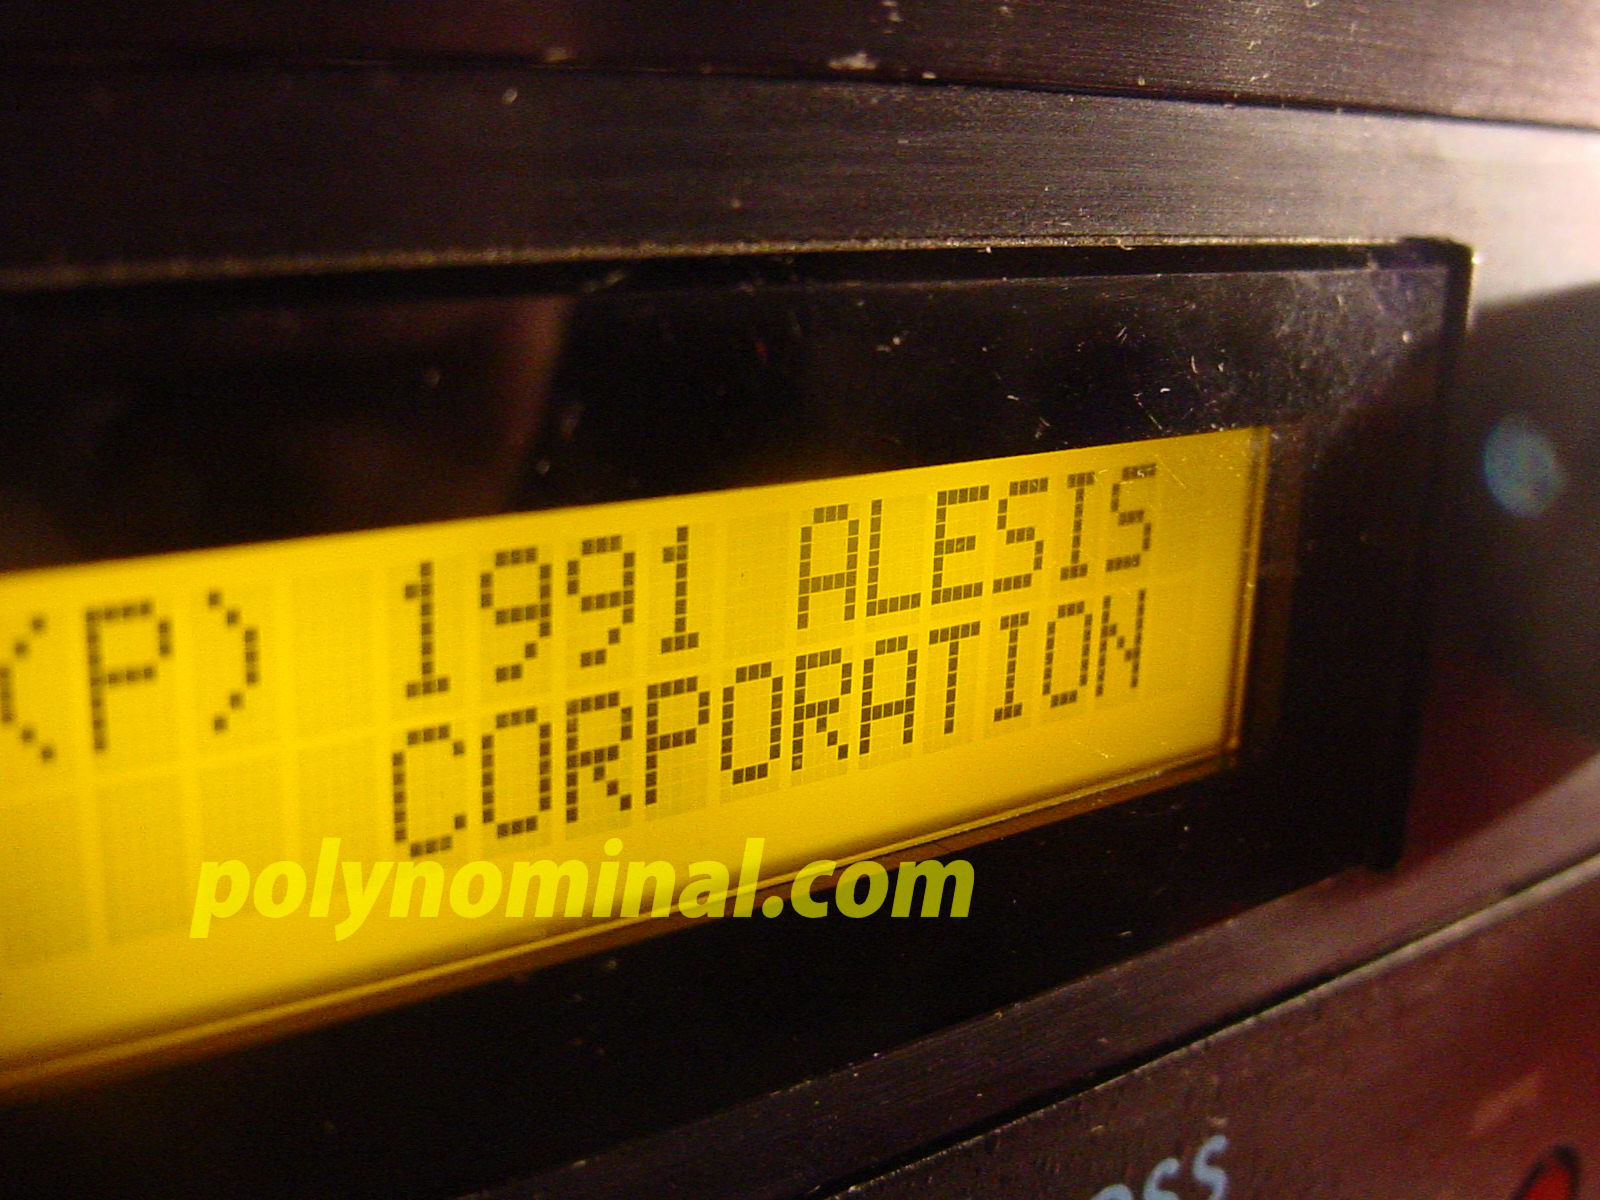 (P) 1991 ALESIS
CORPORATION
polynominal.com